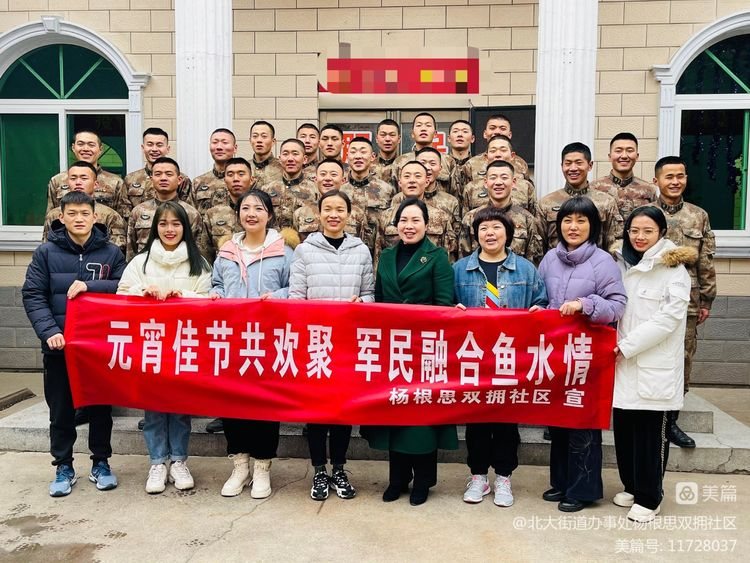 元宵佳节共欢聚 军民融合鱼水情
杨根思双拥社区 宣
美篇
@北大街道办事处杨根思双拥社区
美篇号: 11728037